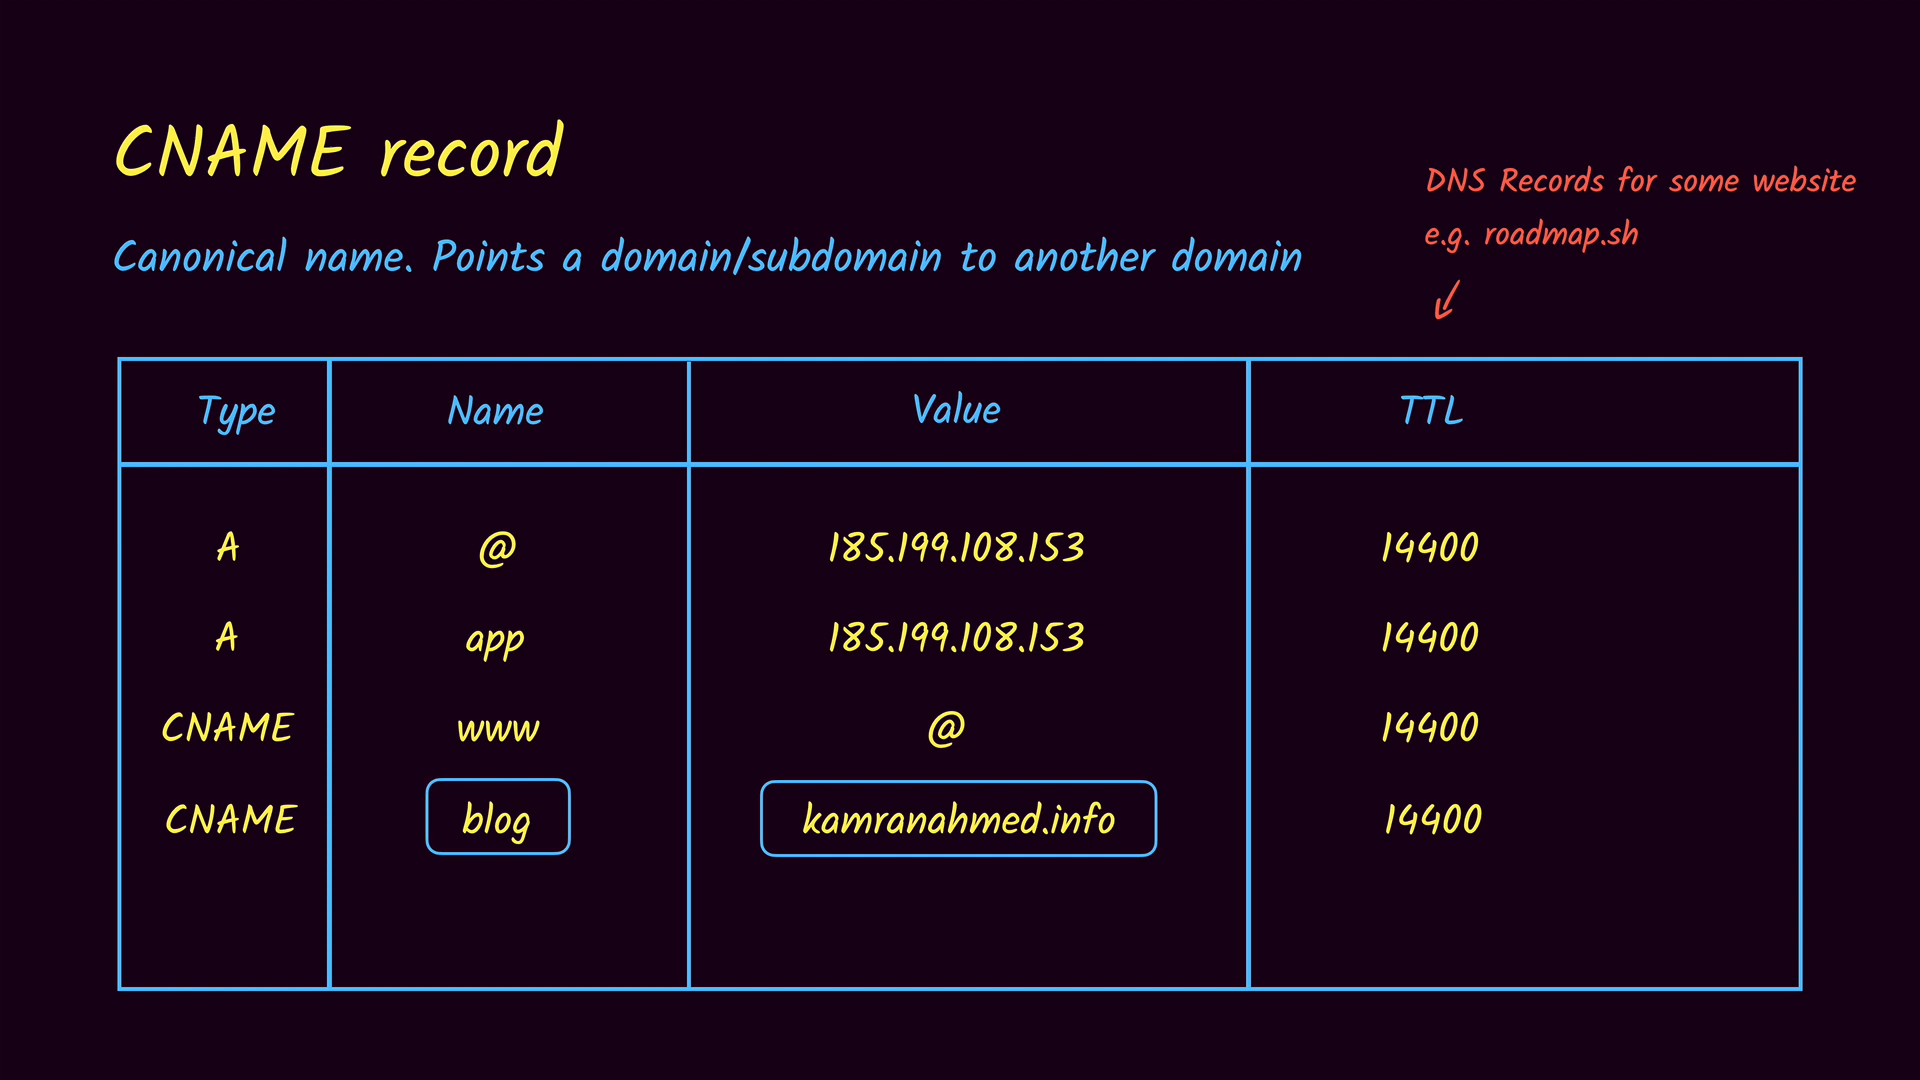 CNAME record
DNS Records for some website
e.g. roadmap.sh
Canonical name. Points a domain/subdomain to another domain
Type Name Value TTL
A @ 185.199.108.153 14400
A app 185.199.108.153 14400
CNAME www @ 14400
CNAME blog kamranahmed.info 14400